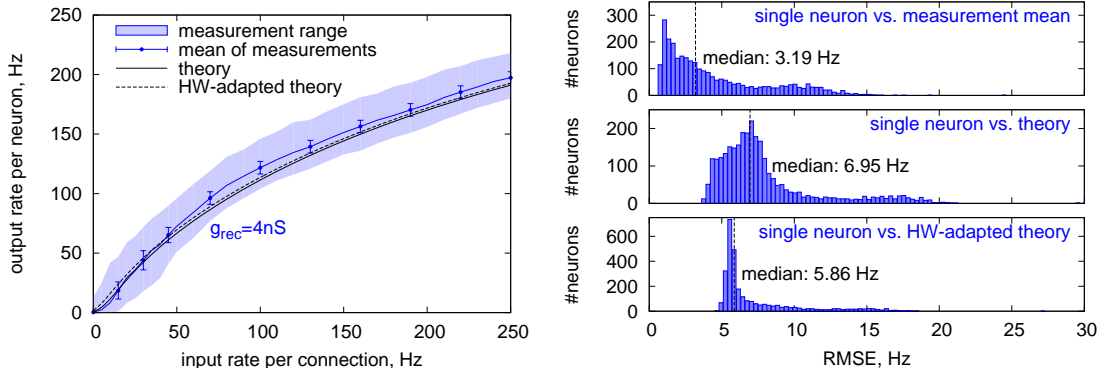 250
200
150
100
50
0
output rate per neuron, Hz
measurement range
mean of measurements
theory
HW-adapted theory
g_rec=4nS
0 50 100 150 200 250
input rate per connection, Hz
300
200
100
0
#neurons
single neuron vs. measurement mean
median: 3.19 Hz
200
100
0
#neurons
single neuron vs. theory
median: 6.95 Hz
600
400
200
0
#neurons
single neuron vs. HW-adapted theory
median: 5.86 Hz
0 5 10 15 20 25 30
RMSE, Hz